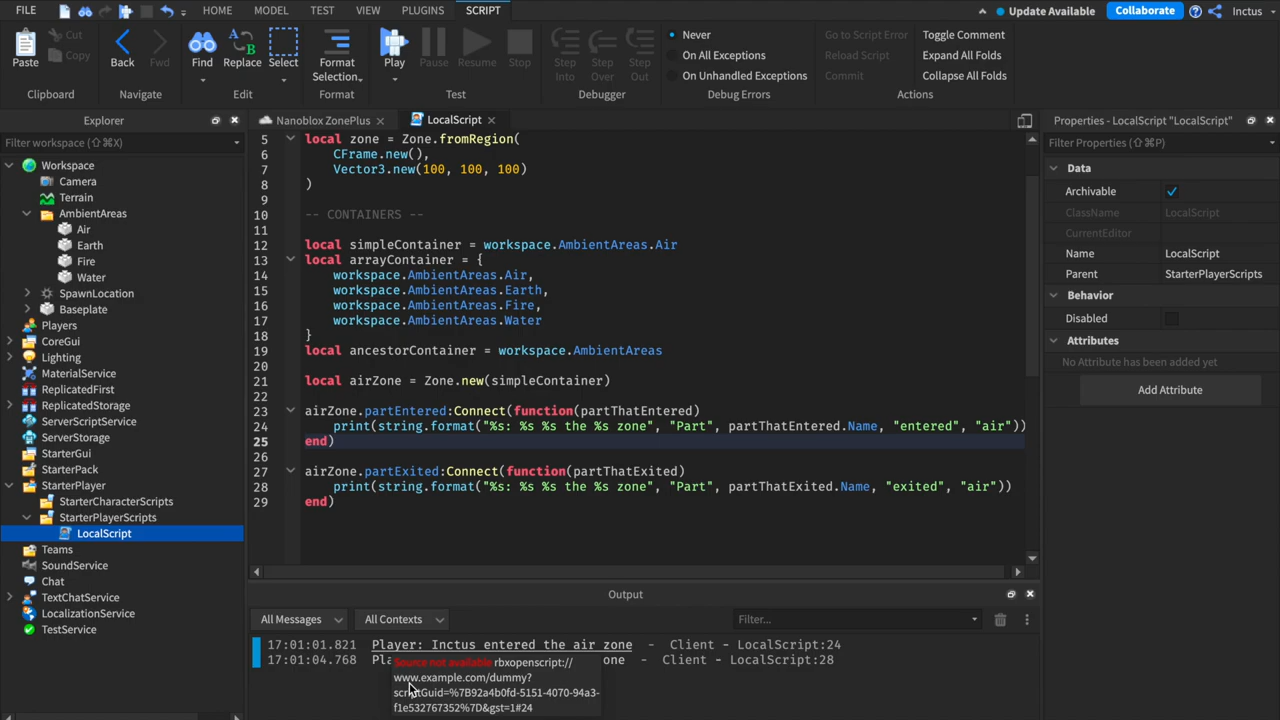 FILE HOME MODEL TEST VIEW PLUGINS SCRIPT Update Available Collaborate Inctus
Paste Cut Copy Back Fwd Find Replace Select Format Selection Play Pause Resume Stop Step Into Step Over Step Out Never On All Exceptions On Unhandled Exceptions Go to Script Error Reload Script Commit Toggle Comment Expand All Folds Collapse All Folds
Clipboard Navigate Edit Format Test Debugger Debug Errors Actions
Explorer
Filter workspace (⇧⌘X)
Workspace
Camera
Terrain
AmbientAreas
Air
Earth
Fire
Water
SpawnLocation
Baseplate
Players
CoreGui
Lighting
MaterialService
ReplicatedFirst
ReplicatedStorage
ServerScriptService
ServerStorage
StarterGui
StarterPack
StarterPlayer
StarterCharacterScripts
StarterPlayerScripts
LocalScript
Teams
SoundService
Chat
TextChatService
LocalizationService
TestService
Nanoblox ZonePlus LocalScript
5 local zone = Zone.fromRegion(
6 CFrame.new(),
7 Vector3.new(100, 100, 100)
8 )
9
10 -- CONTAINERS --
11
12 local simpleContainer = workspace.AmbientAreas.Air
13 local arrayContainer = {
14 workspace.AmbientAreas.Air,
15 workspace.AmbientAreas.Earth,
16 workspace.AmbientAreas.Fire,
17 workspace.AmbientAreas.Water
18 }
19 local ancestorContainer = workspace.AmbientAreas
20
21 local airZone = Zone.new(simpleContainer)
22
23 airZone.partEntered:Connect(function(partThatEntered)
24 print(string.format("%s: %s %s the %s zone", "Part", partThatEntered.Name, "entered", "air"))
25 end)
26
27 airZone.partExited:Connect(function(partThatExited)
28 print(string.format("%s: %s %s the %s zone", "Part", partThatExited.Name, "exited", "air"))
29 end)
Output
All Messages All Contexts Filter...
17:01:01.821 Player: Inctus entered the air zone - Client - LocalScript:24
17:01:04.768 Pla one - Client - LocalScript:28
Source not available rbxopenscript://
www.example.com/dummy?
scriptGuid=%7B92a4b0fd-5151-4070-94a3-
f1e532767352%7D&gst=1#24
Properties - LocalScript "LocalScript"
Filter Properties (⇧⌘P)
Data
Archivable
ClassName LocalScript
CurrentEditor
Name LocalScript
Parent StarterPlayerScripts
Behavior
Disabled
Attributes
No Attribute has been added yet
Add Attribute